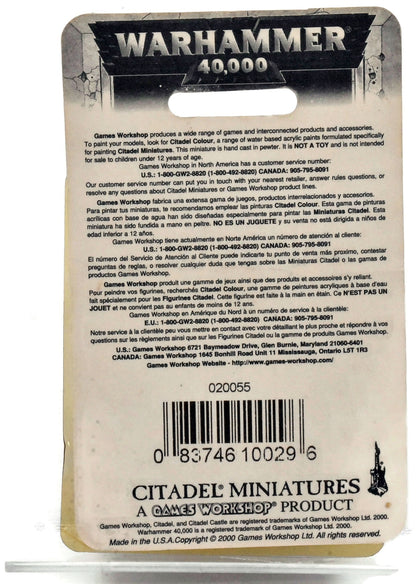 WARHAMMER
40,000
Games Workshop produces a wide range of games and interconnected products and accessories.
To paint your models, look for Citadel Colour, a range of water based acrylic paints formulated specifically
for painting Citadel Miniatures. This miniature is hand cast in pewter. It is NOT A TOY and is not intended
for sale to children under 12 years of age.
Games Workshop in North America has a customer service number:
U.S.: 1-800-GW2-8820 (1-800-492-8820) CANADA: 905-795-8091
Our customer service number can put you in touch with your nearest retailer, answer rules questions, or
resolve any questions about Citadel Miniatures or Games Workshop product lines.
Games Workshop fabrica una extensa gama de juegos, productos interrelacionados y accesorios.
Para pintar tus miniaturas, te recomendamos emplear las pinturas Citadel Colour. Esta gama de pinturas
acrílicas con base de agua han sido diseñadas especialmente para pintar las Miniaturas Citadel. Esta
miniatura ha sido fundida a mano en peltre. NO ES UN JUGUETE y su venta no está dirigida a niños de
edad inferior a 12 años.
Games Workshop tiene actualmente en Norte América un número de atención al cliente:
U.S.: 1-800-GW2-8820 (1-800-492-8820) CANADA: 905-795-8091
El número del Servicio de Atención al Cliente puede indicarte tu punto de venta más proximo, contestar
preguntas de reglas, o resolver cualquier duda que tengas sobre las Miniaturas Citadel o las gamas de
productos Games Workshop.
Games Workshop produit une gamme de jeux ainsi que des produits et accessoires s'y reliant.
Pour peindre vos figurines, recherchez Citadel Colour, une gamme de peintures acryliques à base d'eau
fait spécialement pour les Figurines Citadel. Cette figurine est faite à la main en étain. Ce N'EST PAS UN
JOUET et ne convient pas au enfants de moins de 12 ans.
Games Workshop en Amérique du Nord à un numéro de service à la clientèle:
E.U.: 1-800-GW2-8820 (1-800-492-8820) CANADA: 905-795-8091
Notre service à la clientèle peu vous metter en contact avec votre détaillant le plus proche et répondre à vos
questions sur les règlements ainsi que sur les Figurines Citadel ou la gamme de produits Games Workshop.
U.S.: Games Workshop 6721 Baymeadow Drive, Glen Burnie, Maryland 21060-6401
CANADA: Games Workshop 1645 Bonhill Road Unit 11 Mississauga, Ontario L5T 1R3
Games Workshop Website - http://www.games-workshop.com/
020055
0 83746 10029 6
CITADEL® MINIATURES
A GAMES WORKSHOP® PRODUCT
Games Workshop, Citadel, and Citadel Castle are registered trademarks of Games Workshop Ltd. 2000.
Warhammer 40,000 is a registered trademark of Games Workshop Ltd. 2000.
Made in the U.S.A. Copyright © 2000 Games Workshop Ltd. All rights reserved.